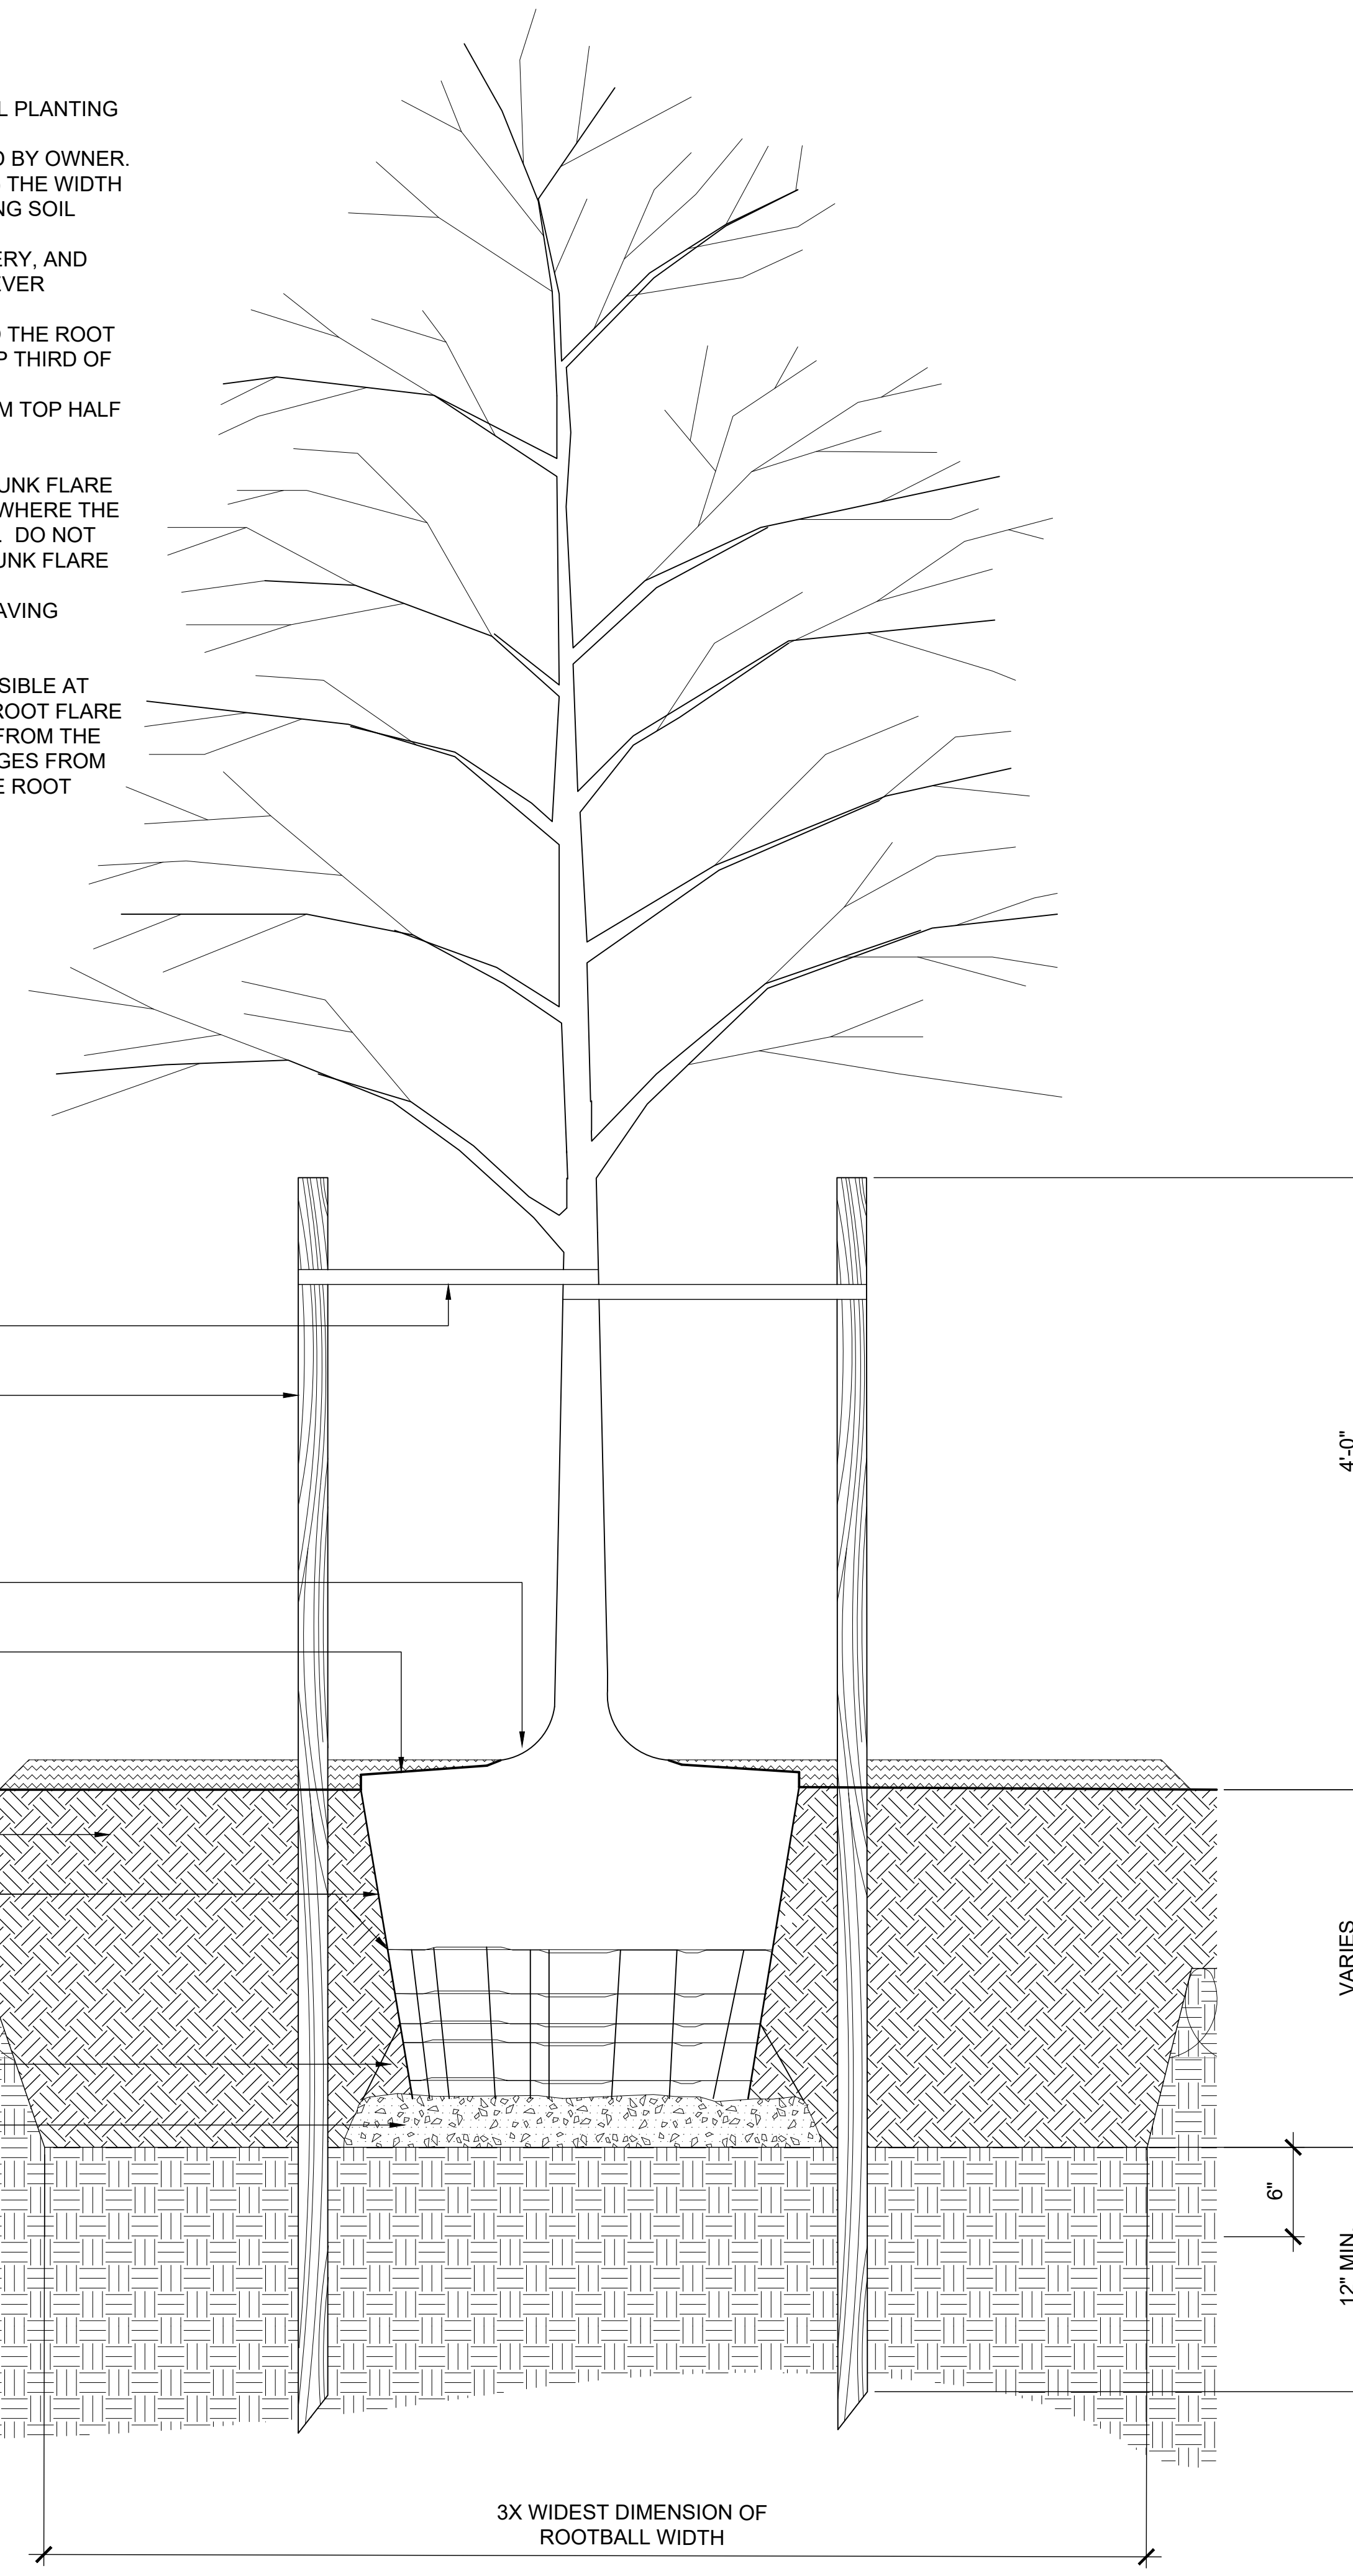 L PLANTING
D BY OWNER.
THE WIDTH
NG SOIL
ERY, AND
EVER
THE ROOT
P THIRD OF
M TOP HALF
UNK FLARE
WHERE THE
DO NOT
UNK FLARE
AVING
SIBLE AT
ROOT FLARE
FROM THE
GES FROM
E ROOT
4'-0"
VARIES
6"
12" MIN
3X WIDEST DIMENSION OF
ROOTBALL WIDTH